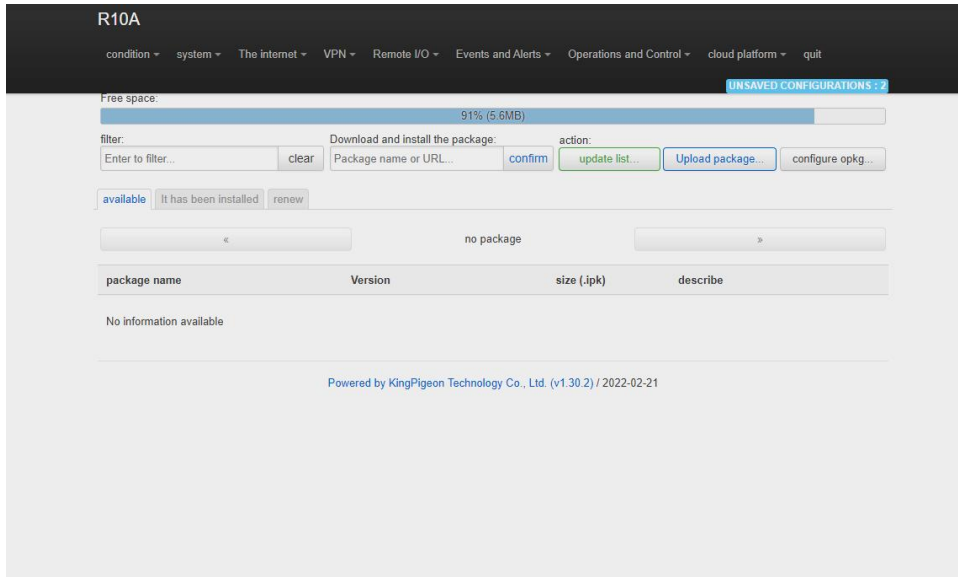 R10A
condition system The internet VPN Remote I/O Events and Alerts Operations and Control cloud platform quit
UNSAVED CONFIGURATIONS : 2
Free space:
91% (5.6MB)
filter: Download and install the package: action:
Enter to filter... clear Package name or URL... confirm update list... Upload package... configure opkg...
available It has been installed renew
« no package »
package name Version size (.ipk) describe
No information available
Powered by KingPigeon Technology Co., Ltd. (v1.30.2) / 2022-02-21